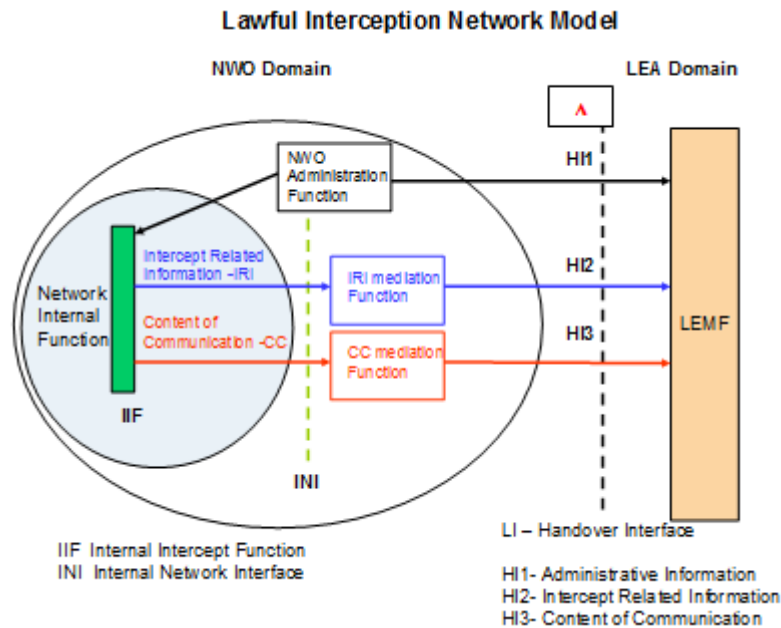 Lawful Interception Network Model
NWO Domain
LEA Domain
A
NWO
Administration
Function
HI1
Intercept Related
Information -IRI
IRI mediation
Function
HI2
Network
Internal
Function
Content of
Communication -CC
CC mediation
Function
HI3
LEMF
IIF
INI
LI – Handover Interface
IIF Internal Intercept Function
INI Internal Network Interface
HI1- Administrative Information
HI2- Intercept Related Information
HI3- Content of Communication